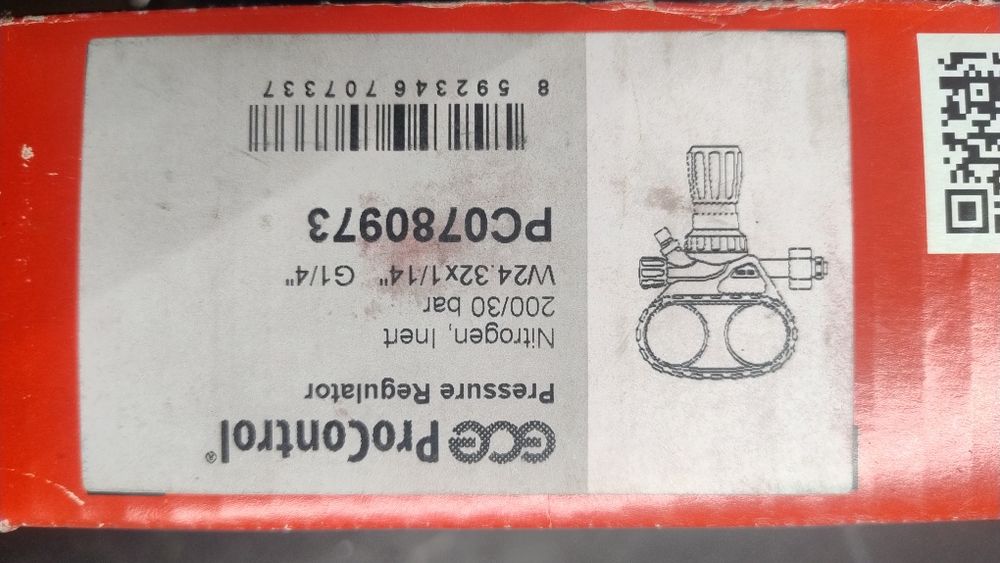 GCE ProControl®
Pressure Regulator
Nitrogen, Inert
200/30 bar
W24.32x1/14" G1/4"
PC0780973
8 592346 707337